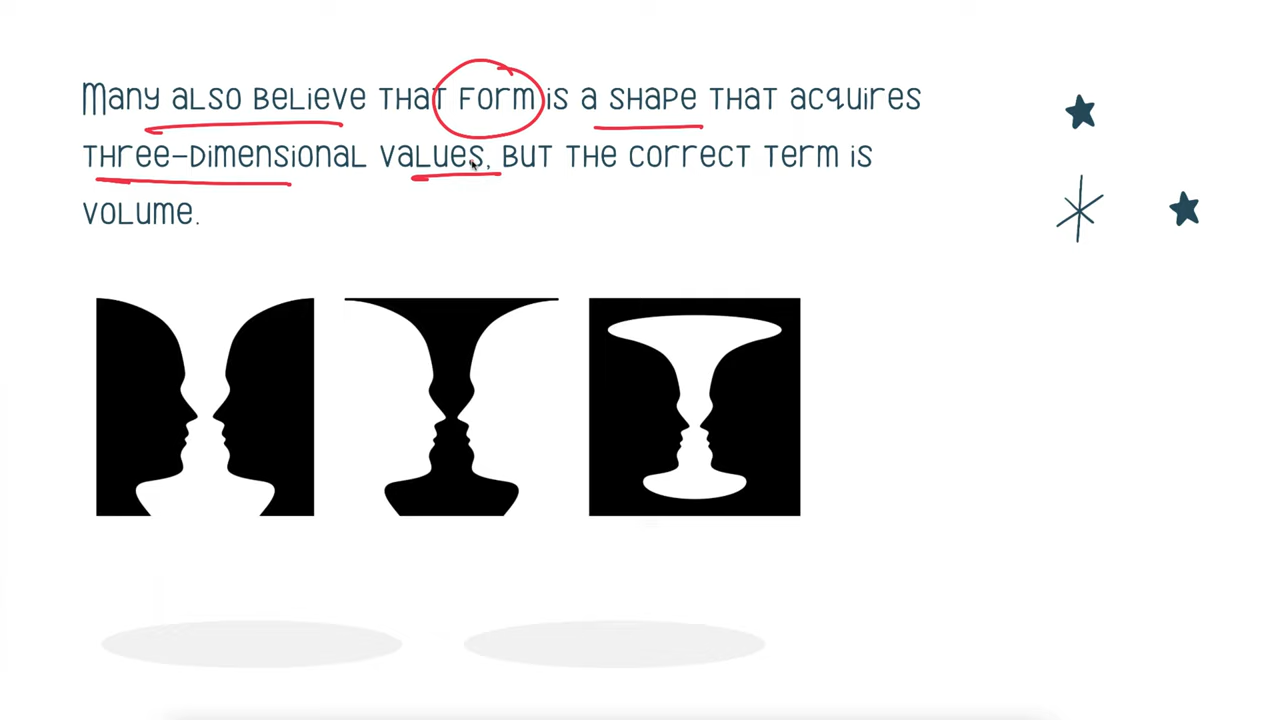 Many also believe that form is a shape that acquires
three-dimensional values, but the correct term is
volume.